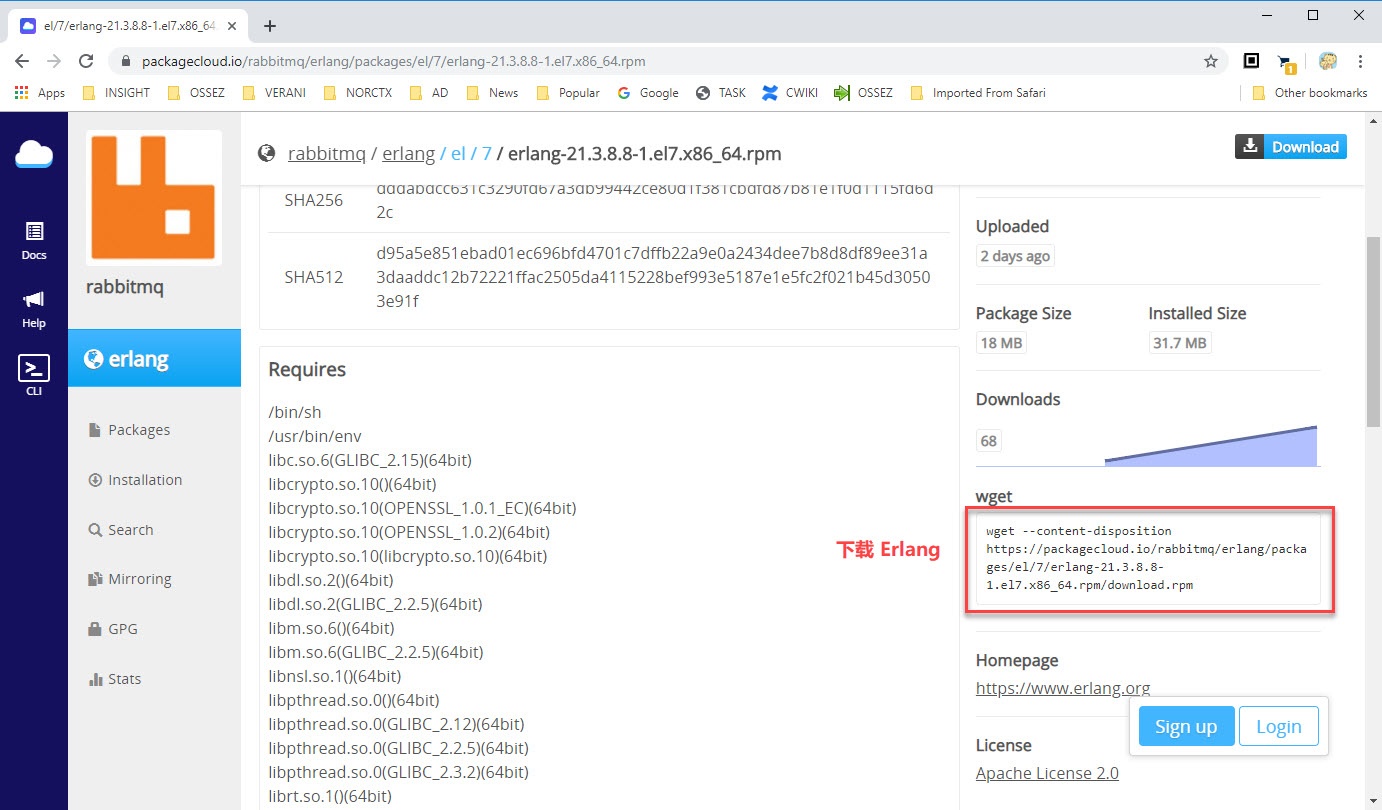 el/7/erlang-21.3.8.8-1.el7.x86_64
packagecloud.io/rabbitmq/erlang/packages/el/7/erlang-21.3.8.8-1.el7.x86_64.rpm
1
Apps INSIGHT OSSEZ VERANI NORCTX AD News Popular Google TASK CWIKI OSSEZ Imported From Safari Other bookmarks
Docs
Help
CLI
rabbitmq
erlang
Packages
Installation
Search
Mirroring
GPG
Stats
rabbitmq / erlang / el / 7 / erlang-21.3.8.8-1.el7.x86_64.rpm
Download
SHA256
dddabdcc631c3290fd67a3db99442ce80d1f381cbdfd87b81e1f0d1115fd6d
2c
SHA512
d95a5e851ebad01ec696bfd4701c7dffb22a9e0a2434dee7b8d8df89ee31a
3daaddc12b72221ffac2505da4115228bef993e5187e1e5fc2f021b45d3050
3e91f
Requires
/bin/sh
/usr/bin/env
libc.so.6(GLIBC_2.15)(64bit)
libcrypto.so.10()(64bit)
libcrypto.so.10(OPENSSL_1.0.1_EC)(64bit)
libcrypto.so.10(OPENSSL_1.0.2)(64bit)
libcrypto.so.10(libcrypto.so.10)(64bit)
libdl.so.2()(64bit)
libdl.so.2(GLIBC_2.2.5)(64bit)
libm.so.6()(64bit)
libm.so.6(GLIBC_2.2.5)(64bit)
libnsl.so.1()(64bit)
libpthread.so.0()(64bit)
libpthread.so.0(GLIBC_2.12)(64bit)
libpthread.so.0(GLIBC_2.2.5)(64bit)
libpthread.so.0(GLIBC_2.3.2)(64bit)
librt.so.1()(64bit)
Uploaded
2 days ago
Package Size Installed Size
18 MB 31.7 MB
Downloads
68
wget
下载 Erlang
wget --content-disposition
https://packagecloud.io/rabbitmq/erlang/packa
ges/el/7/erlang-21.3.8.8-
1.el7.x86_64.rpm/download.rpm
Homepage
https://www.erlang.org
Sign up Login
License
Apache License 2.0